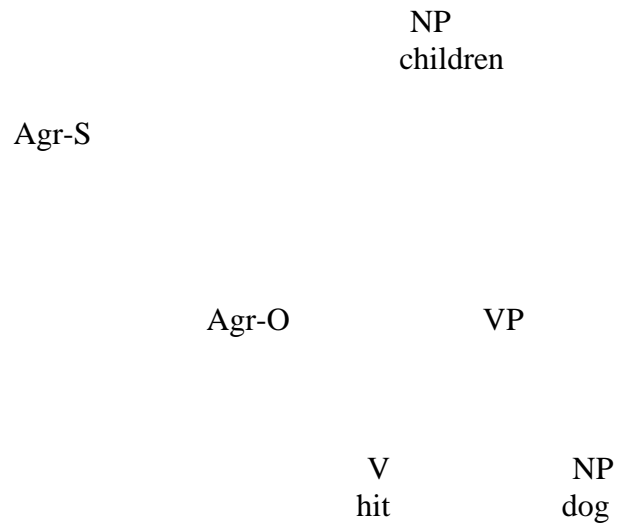 NP
children
Agr-S
Agr-O VP
V NP
hit dog